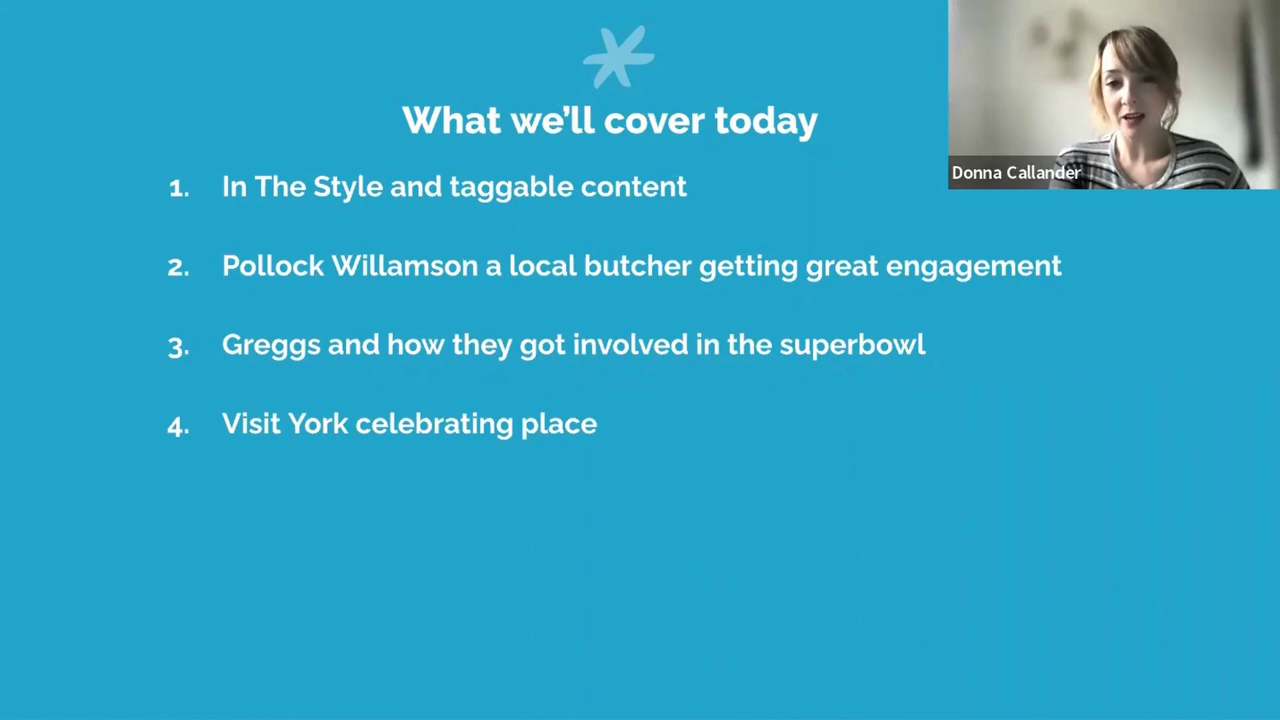 What we'll cover today
1. In The Style and taggable content
2. Pollock Willamson a local butcher getting great engagement
3. Greggs and how they got involved in the superbowl
4. Visit York celebrating place
Donna Callander